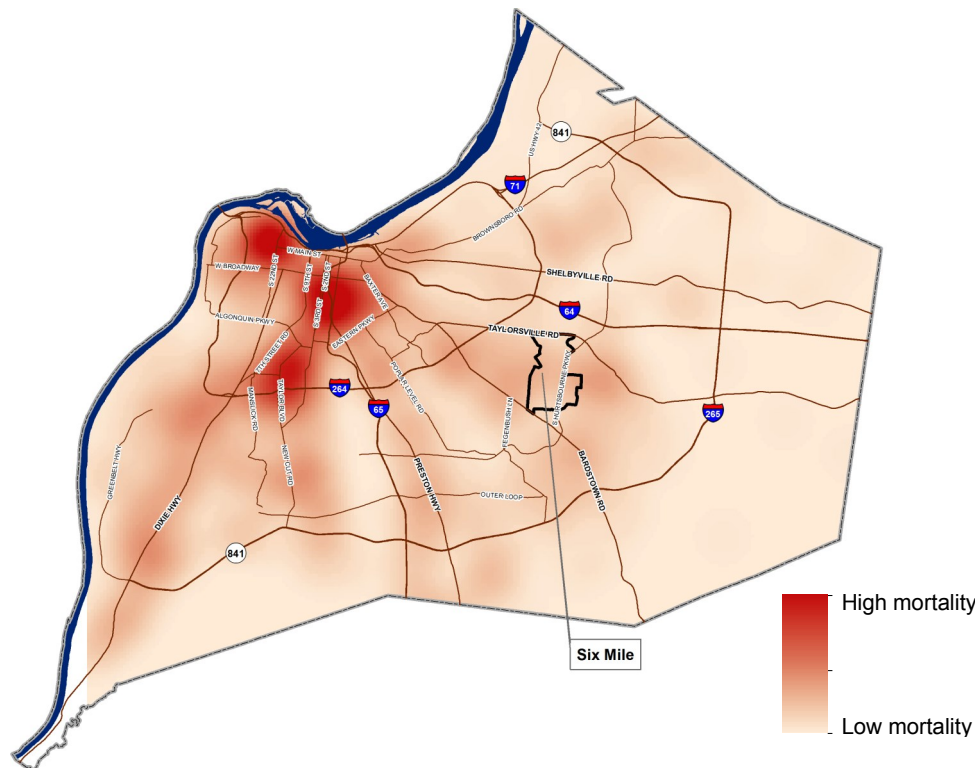 841
US HWY 42
71
BROWNSBORO RD
W MAIN ST
W BROADWAY
S 22ND ST
S 9TH ST
S 2ND ST
SHELBYVILLE RD
BAXTER AVE
S 3RD ST
64
ALGONQUIN PKWY
EASTERN PKWY
TAYLORSVILLE RD
7TH STREET RD
S HURTSBOURNE PKWY
POPLAR LEVEL RD
264
TAYLOR BLVD
MANSLICK RD
65
265
FEGENBUSH LN
GREENBELT HWY
NEW CUT RD
PRESTON HWY
BARDSTOWN RD
DIXIE HWY
OUTER LOOP
841
Six Mile
High mortality
Low mortality